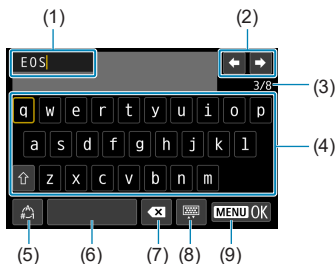 (1) (2)
EOS
3/8 (3)
q w e r t y u i o p
a s d f g h j k l (4)
z x c v b n m
MENU OK
(5) (6) (7) (8) (9)